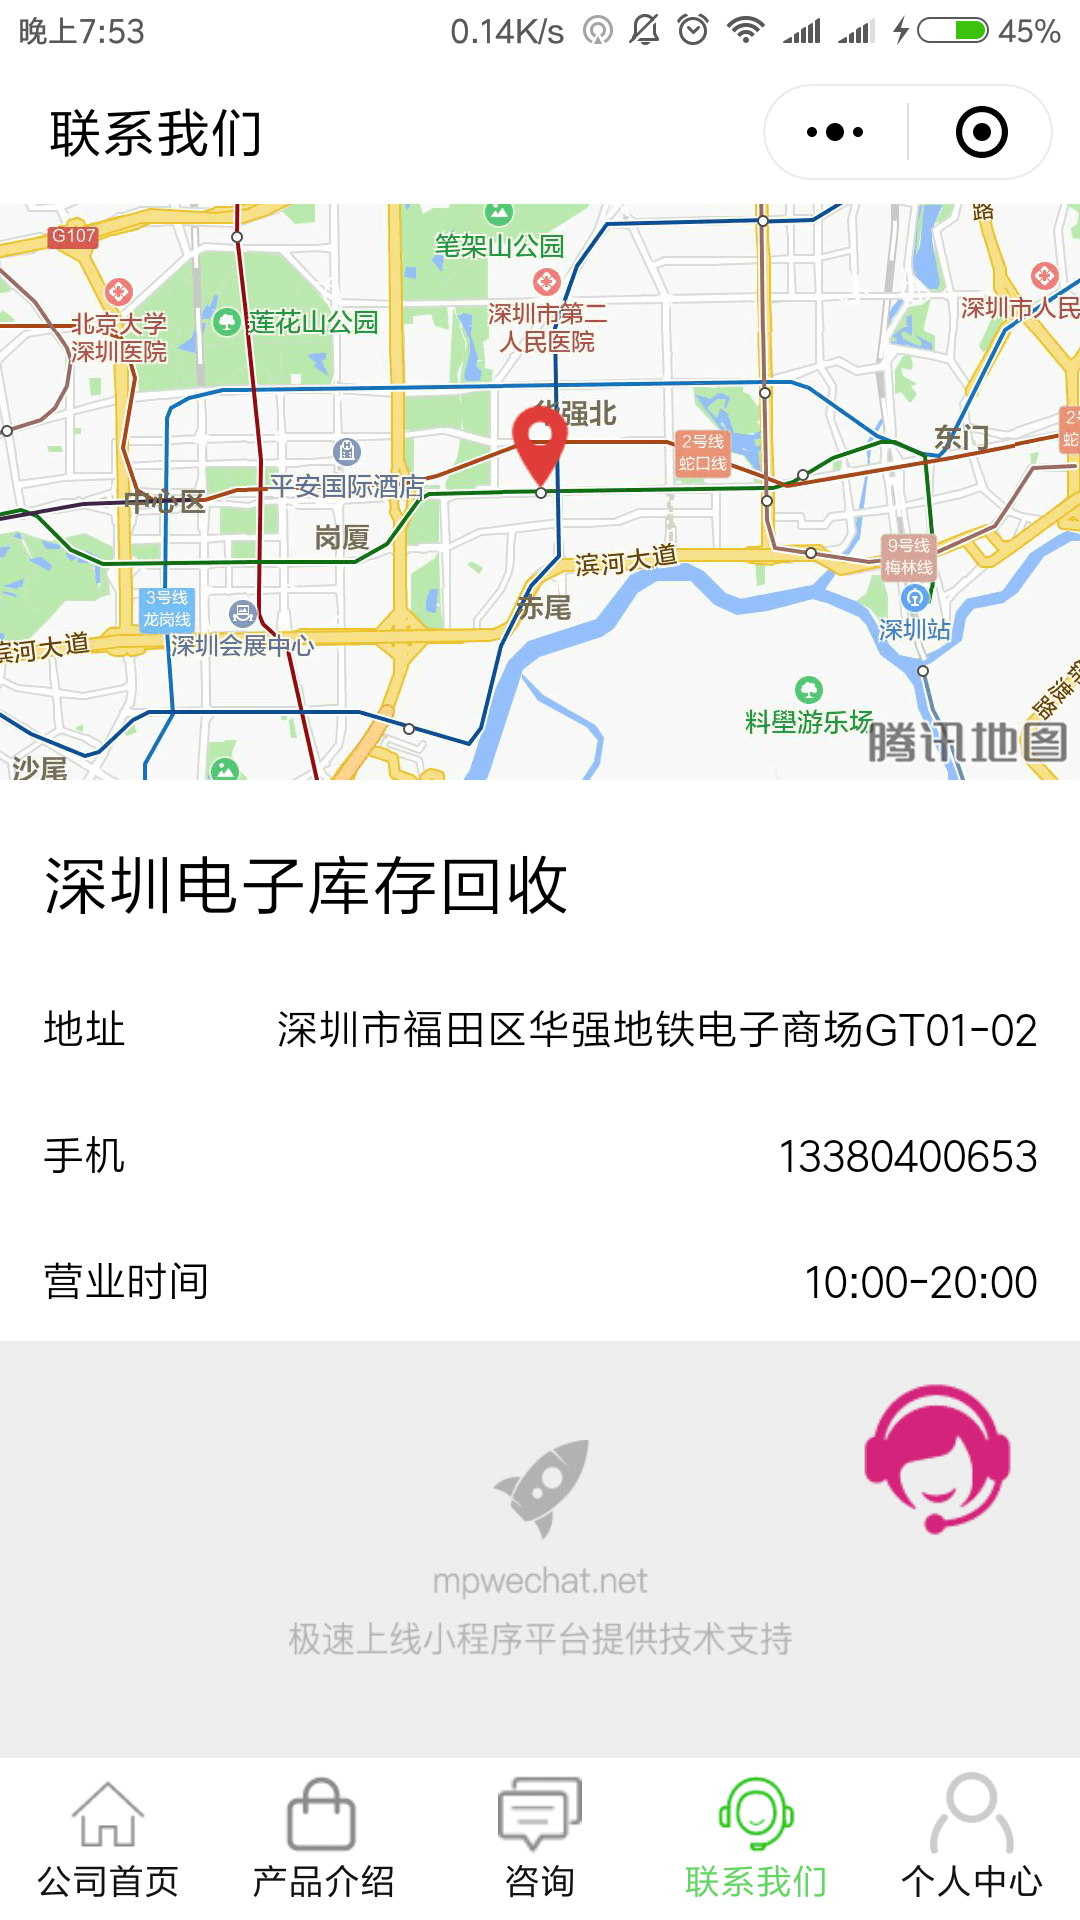 晚上7:53
0.14K/s
45%
联系我们
路
G107
笔架山公园
北京大学
深圳医院
莲花山公园
深圳市第二
人民医院
深圳市人民
华强北
2号线
蛇口线
东门
2号
蛇
平安国际酒店
中心区
岗厦
滨河大道
9号线
梅林线
3号线
龙岗线
赤尾
深圳会展中心
滨河大道
深圳站
料壆游乐场
渡路
腾讯地图
沙尾
深圳电子库存回收
地址 深圳市福田区华强地铁电子商场GT01-02
手机 13380400653
营业时间 10:00-20:00
mpwechat.net
极速上线小程序平台提供技术支持
公司首页
产品介绍
咨询
联系我们
个人中心